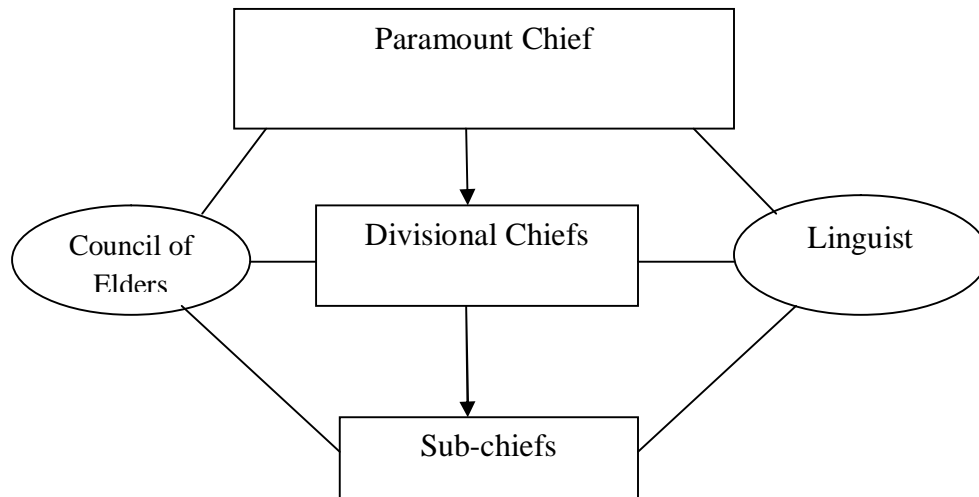 Paramount Chief
Council of
Elders
Divisional Chiefs
Linguist
Sub-chiefs